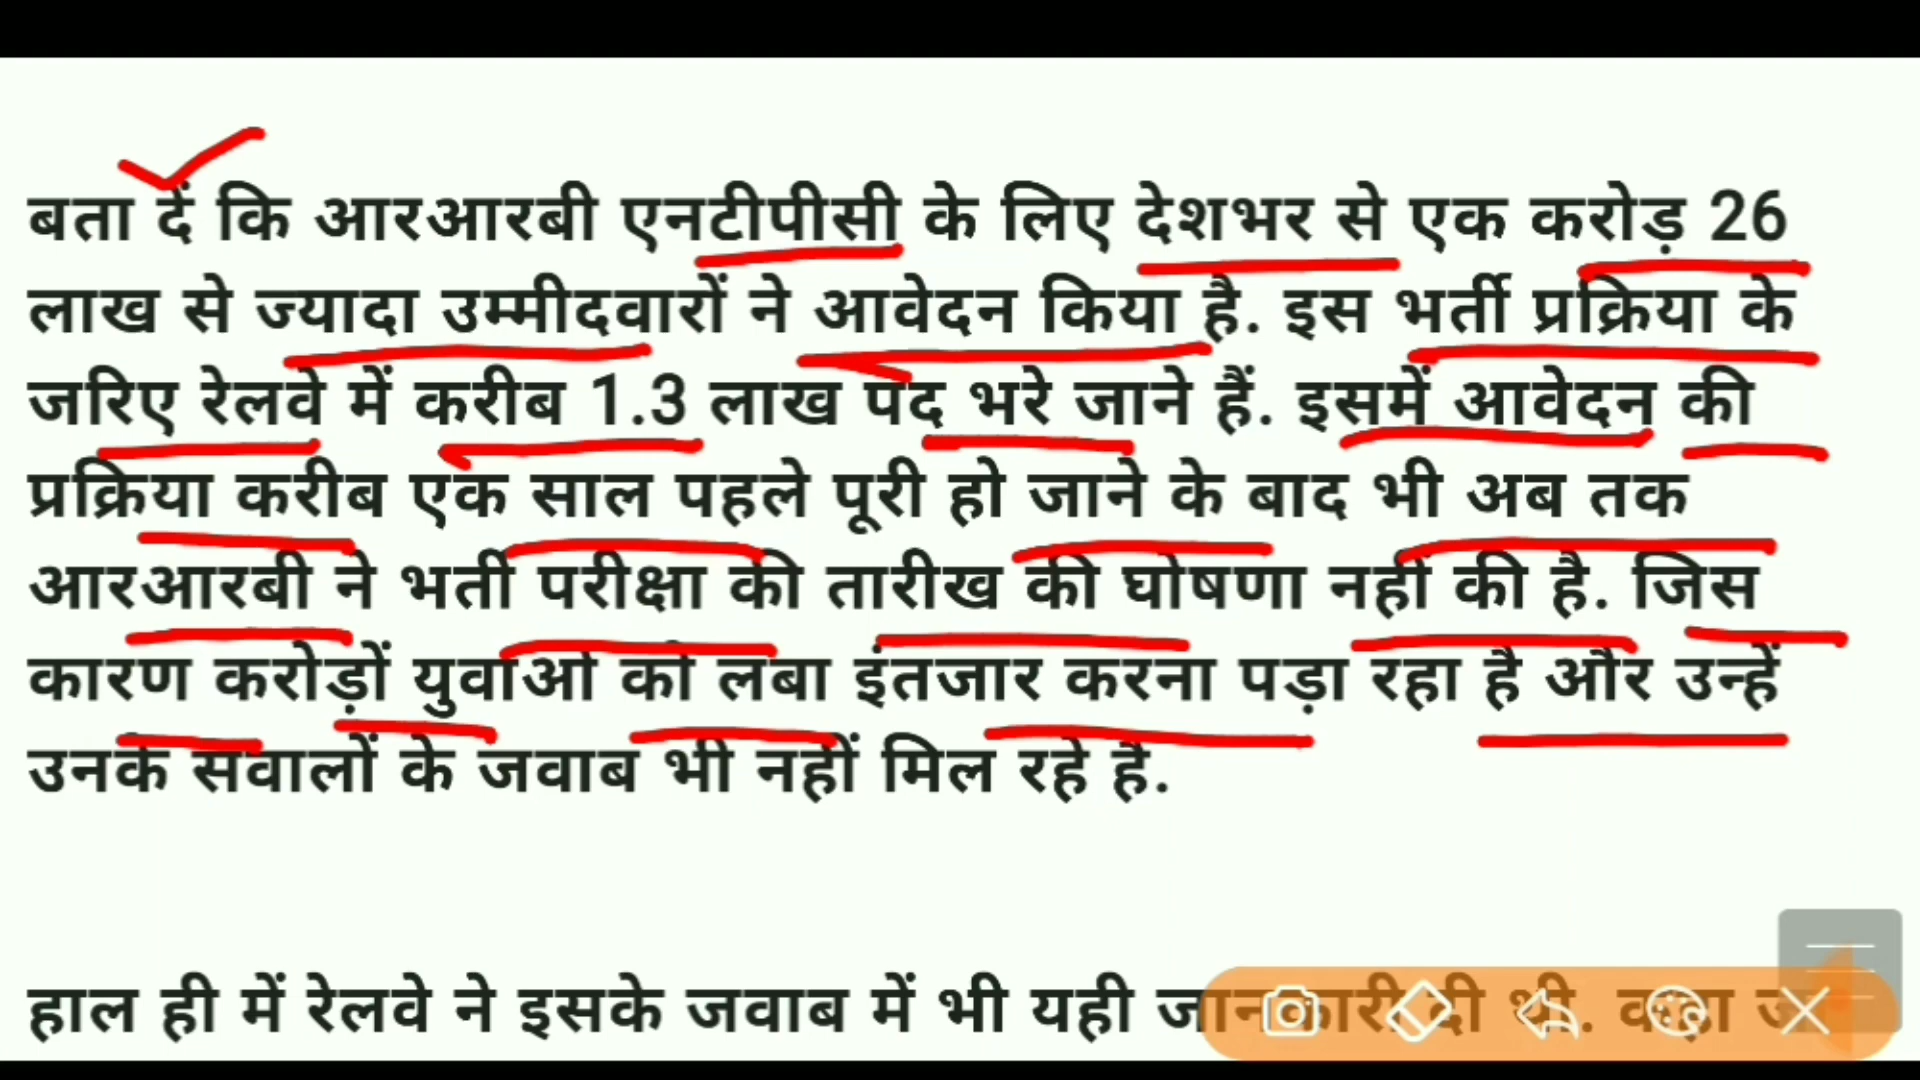 बता दें कि आरआरबी एनटीपीसी के लिए देशभर से एक करोड़ 26
लाख से ज्यादा उम्मीदवारों ने आवेदन किया है. इस भर्ती प्रक्रिया के
जरिए रेलवे में करीब 1.3 लाख पद भरे जाने हैं. इसमें आवेदन की
प्रक्रिया करीब एक साल पहले पूरी हो जाने के बाद भी अब तक
आरआरबी ने भर्ती परीक्षा की तारीख की घोषणा नहीं की है. जिस
कारण करोड़ों युवाओं को लंबा इंतजार करना पड़ा रहा है और उन्हें
उनके सवालों के जवाब भी नहीं मिल रहे हैं.
हाल ही में रेलवे ने इसके जवाब में भी यही जानकारी दी थी. कहा